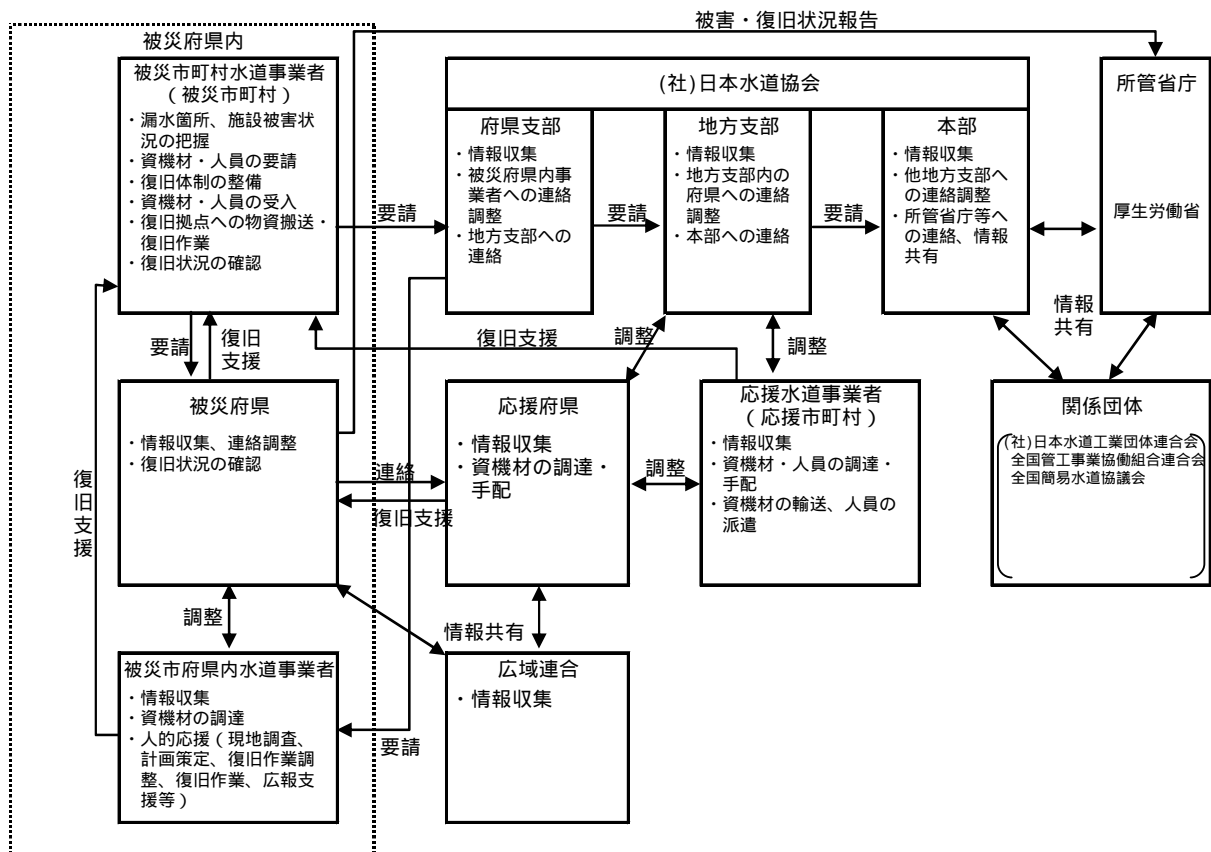 被害・復旧状況報告
被災府県内
被災市町村水道事業者
（被災市町村）
・漏水箇所、施設被害状
況の把握
・資機材・人員の要請
・復旧体制の整備
・資機材・人員の受入
・復旧拠点への物資搬送・
復旧作業
・復旧状況の確認
要請
(社)日本水道協会
府県支部
・情報収集
・被災府県内事
業者への連絡
調整
・地方支部への
連絡
要請
地方支部
・情報収集
・地方支部内の
府県への連絡
調整
・本部への連絡
要請
本部
・情報収集
・他地方支部へ
の連絡調整
・所管省庁等へ
の連絡、情報
共有
所管省庁
厚生労働省
情報
共有
要請
復旧
支援
復旧支援
調整
調整
被災府県
・情報収集、連絡調整
・復旧状況の確認
連絡
復旧支援
応援府県
・情報収集
・資機材の調達・
手配
調整
応援水道事業者
（応援市町村）
・情報収集
・資機材・人員の調達・
手配
・資機材の輸送、人員の
派遣
関係団体
(社)日本水道工業団体連合会
全国管工事業協働組合連合会
全国簡易水道協議会
復旧支援
調整
情報共有
被災市府県内水道事業者
・情報収集
・資機材の調達
・人的応援（現地調査、
計画策定、復旧作業調
整、復旧作業、広報支
援等）
要請
広域連合
・情報収集